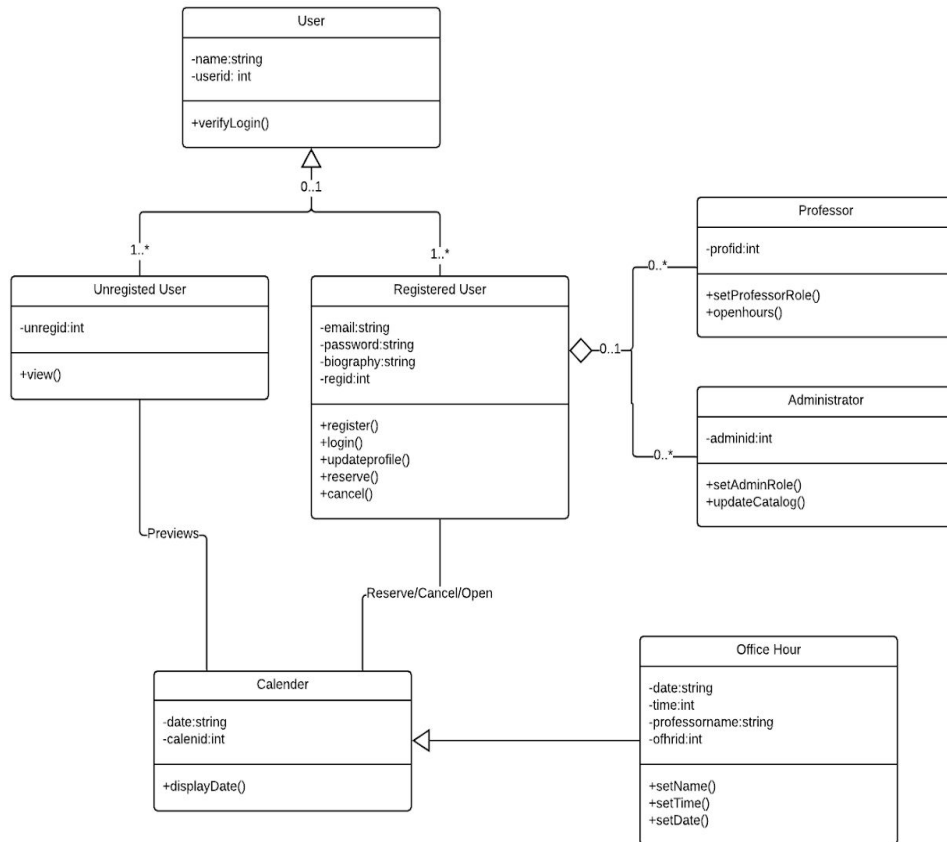 User
-name:string
-userid: int
+verifyLogin()
0..1
1..*
1..*
Unregisted User
-unregid:int
+view()
Registered User
-email:string
-password:string
-biography:string
-regid:int
+register()
+login()
+updateprofile()
+reserve()
+cancel()
0..1
0..*
0..*
Professor
-profid:int
+setProfessorRole()
+openhours()
Administrator
-adminid:int
+setAdminRole()
+updateCatalog()
Previews
Reserve/Cancel/Open
Calender
-date:string
-calenid:int
+displayDate()
Office Hour
-date:string
-time:int
-professorname:string
-ofhrid:int
+setName()
+setTime()
+setDate()